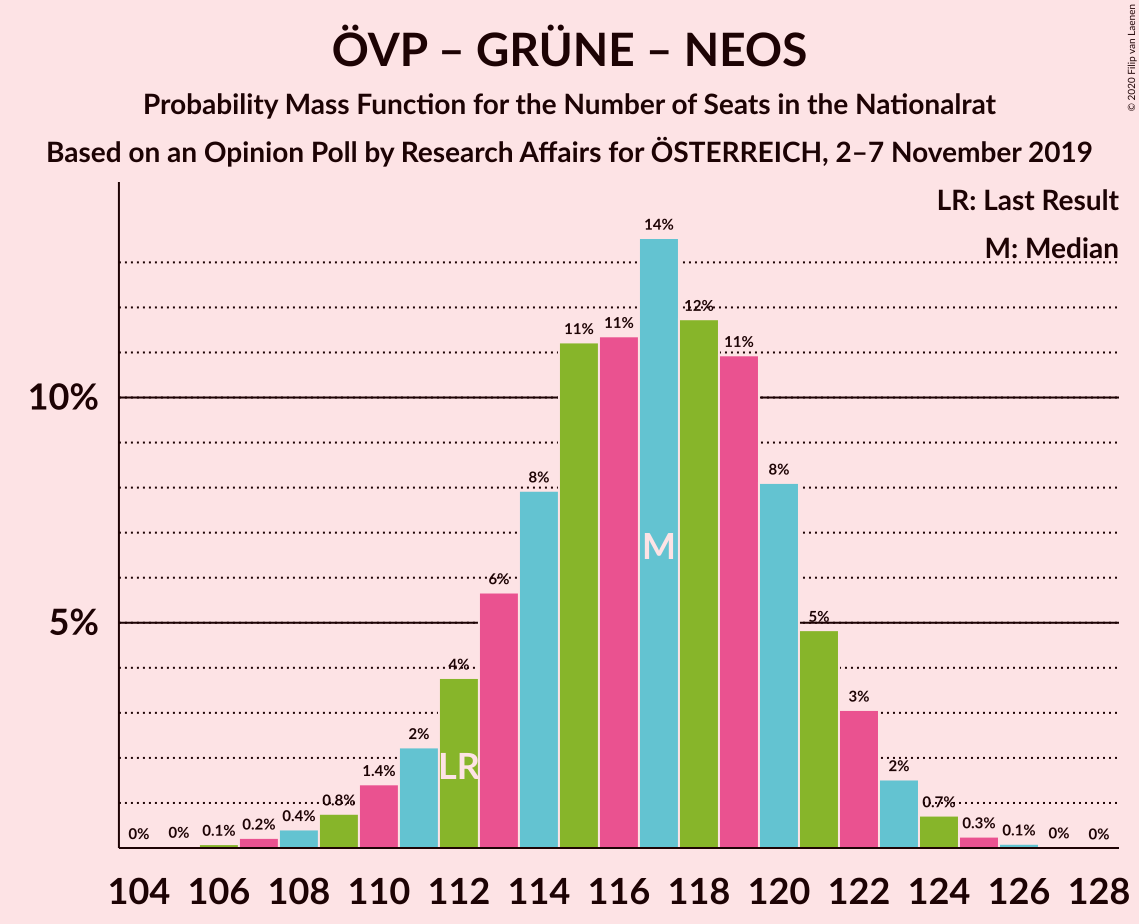 ÖVP – GRÜNE – NEOS
Probability Mass Function for the Number of Seats in the Nationalrat
Based on an Opinion Poll by Research Affairs for ÖSTERREICH, 2–7 November 2019
© 2020 Filip van Laenen
LR: Last Result
M: Median
10%
5%
0% 0% 0.1% 0.2% 0.4% 0.8% 1.4% 2% 4% 6% 8% 11% 11% 14% 12% 11% 8% 5% 3% 2% 0.7% 0.3% 0.1% 0% 0%
LR
M
104 106 108 110 112 114 116 118 120 122 124 126 128